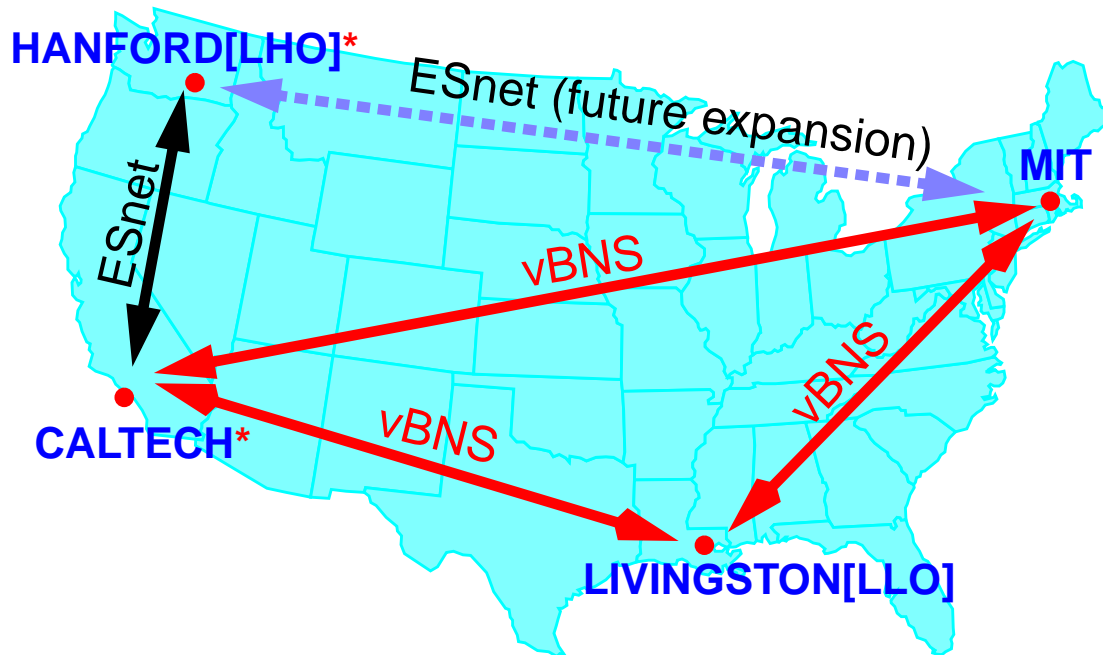 HANFORD[LHO]*
ESnet (future expansion)
MIT
ESnet
vBNS
vBNS
vBNS
CALTECH*
LIVINGSTON[LLO]